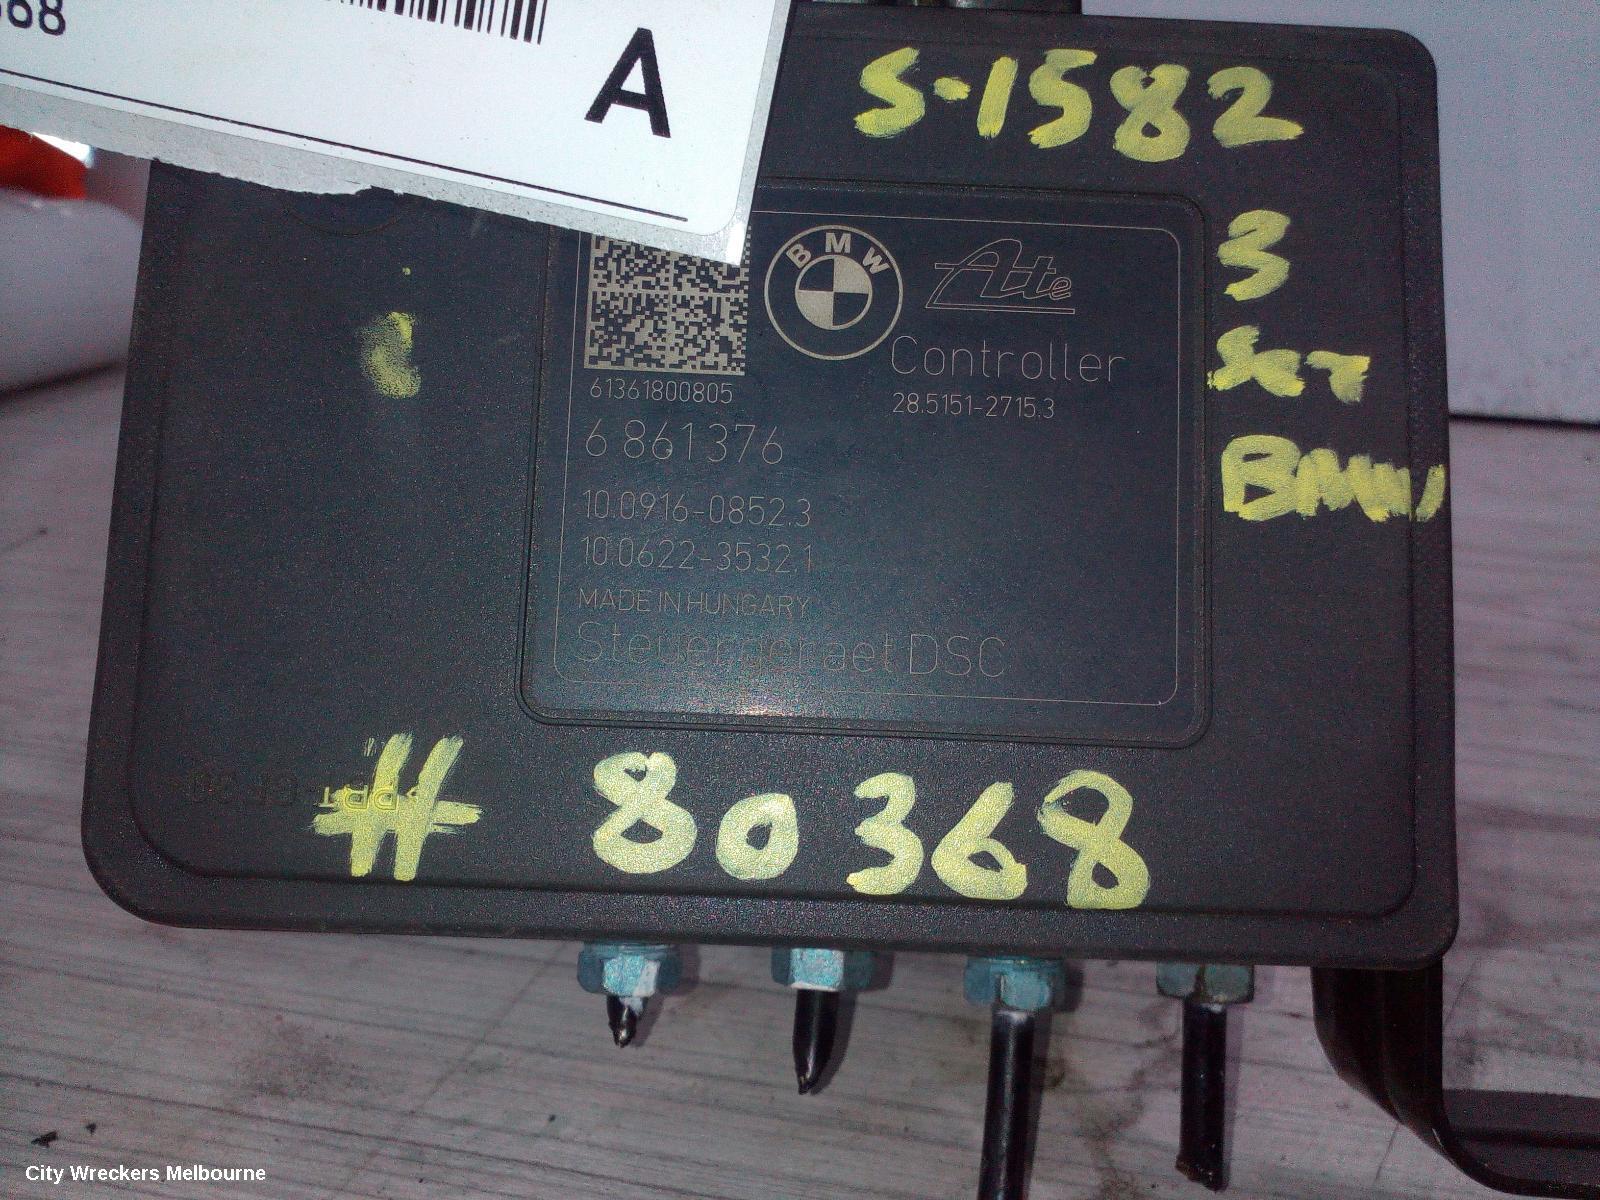 68
A
S-1582
3
SET
BMW
BMW
Ate
Controller
28.5151-2715.3
61361800805
6 861376
10.0916-0852.3
10.0622-3532.1
MADE IN HUNGARY
Steuergeraet DSC
# 80368
City Wreckers Melbourne